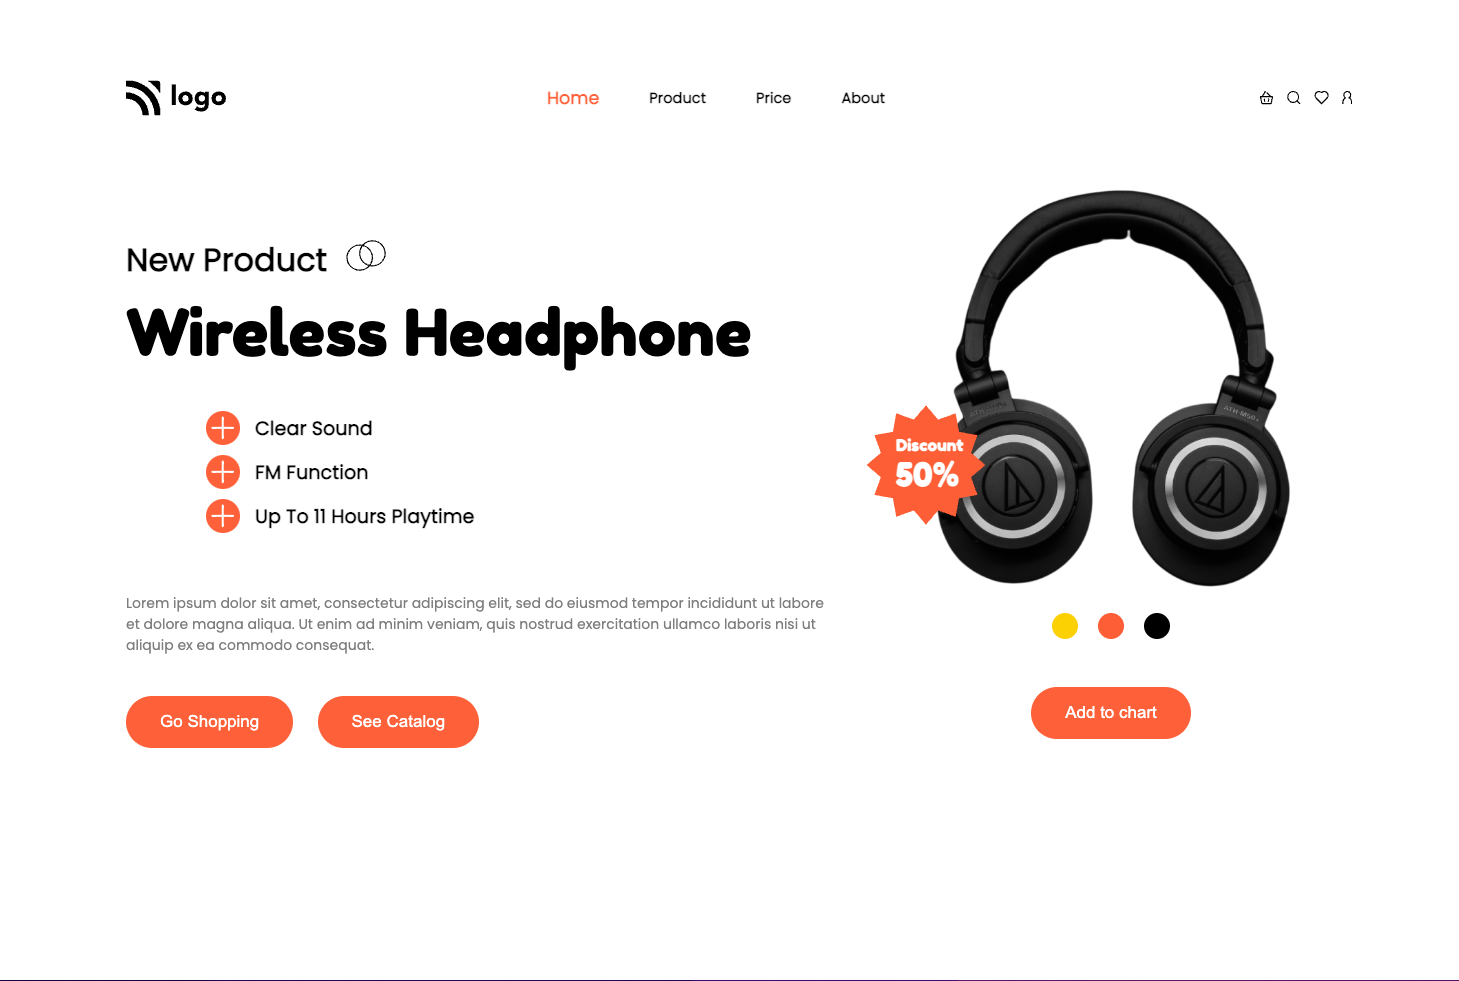 logo
Home
Product
Price
About
New Product
Wireless Headphone
Clear Sound
FM Function
Up To 11 Hours Playtime
Discount
50%
Lorem ipsum dolor sit amet, consectetur adipiscing elit, sed do eiusmod tempor incididunt ut labore
et dolore magna aliqua. Ut enim ad minim veniam, quis nostrud exercitation ullamco laboris nisi ut
aliquip ex ea commodo consequat.
Go Shopping
See Catalog
Add to chart